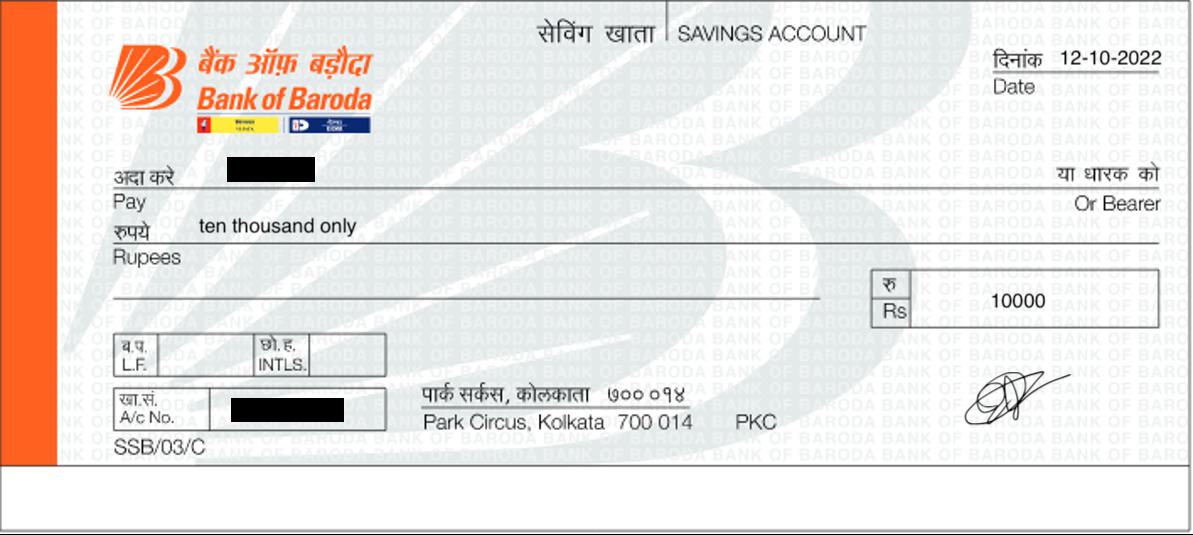 सेविंग खाता SAVINGS ACCOUNT
बैंक ऑफ़ बड़ौदा
Bank of Baroda
दिनांक 12-10-2022
Date
अदा करे या धारक को
Pay Or Bearer
रुपये ten thousand only
Rupees
रु
Rs 10000
ब.प. छो.ह.
L.F. INTLS.
खा.सं.
A/c No.
पार्क सर्कस, कोलकाता ७०० ०१४
Park Circus, Kolkata 700 014 PKC
SSB/03/C